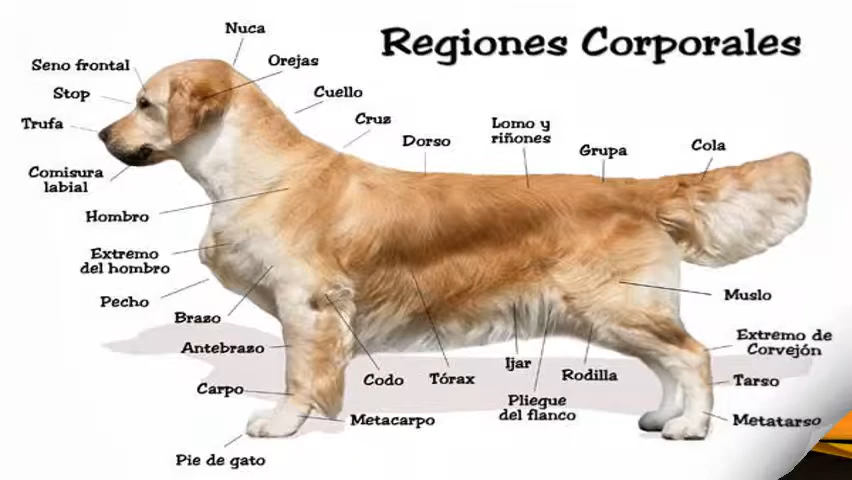 Regiones Corporales
Nuca
Seno frontal
Orejas
Stop
Cuello
Trufa
Cruz
Dorso
Lomo y
riñones
Grupa
Cola
Comisura
labial
Hombro
Extremo
del hombro
Pecho
Brazo
Muslo
Antebrazo
Extremo de
Corvejón
Ijar
Codo
Tórax
Rodilla
Tarso
Carpo
Pliegue
del flanco
Metacarpo
Metatarso
Pie de gato